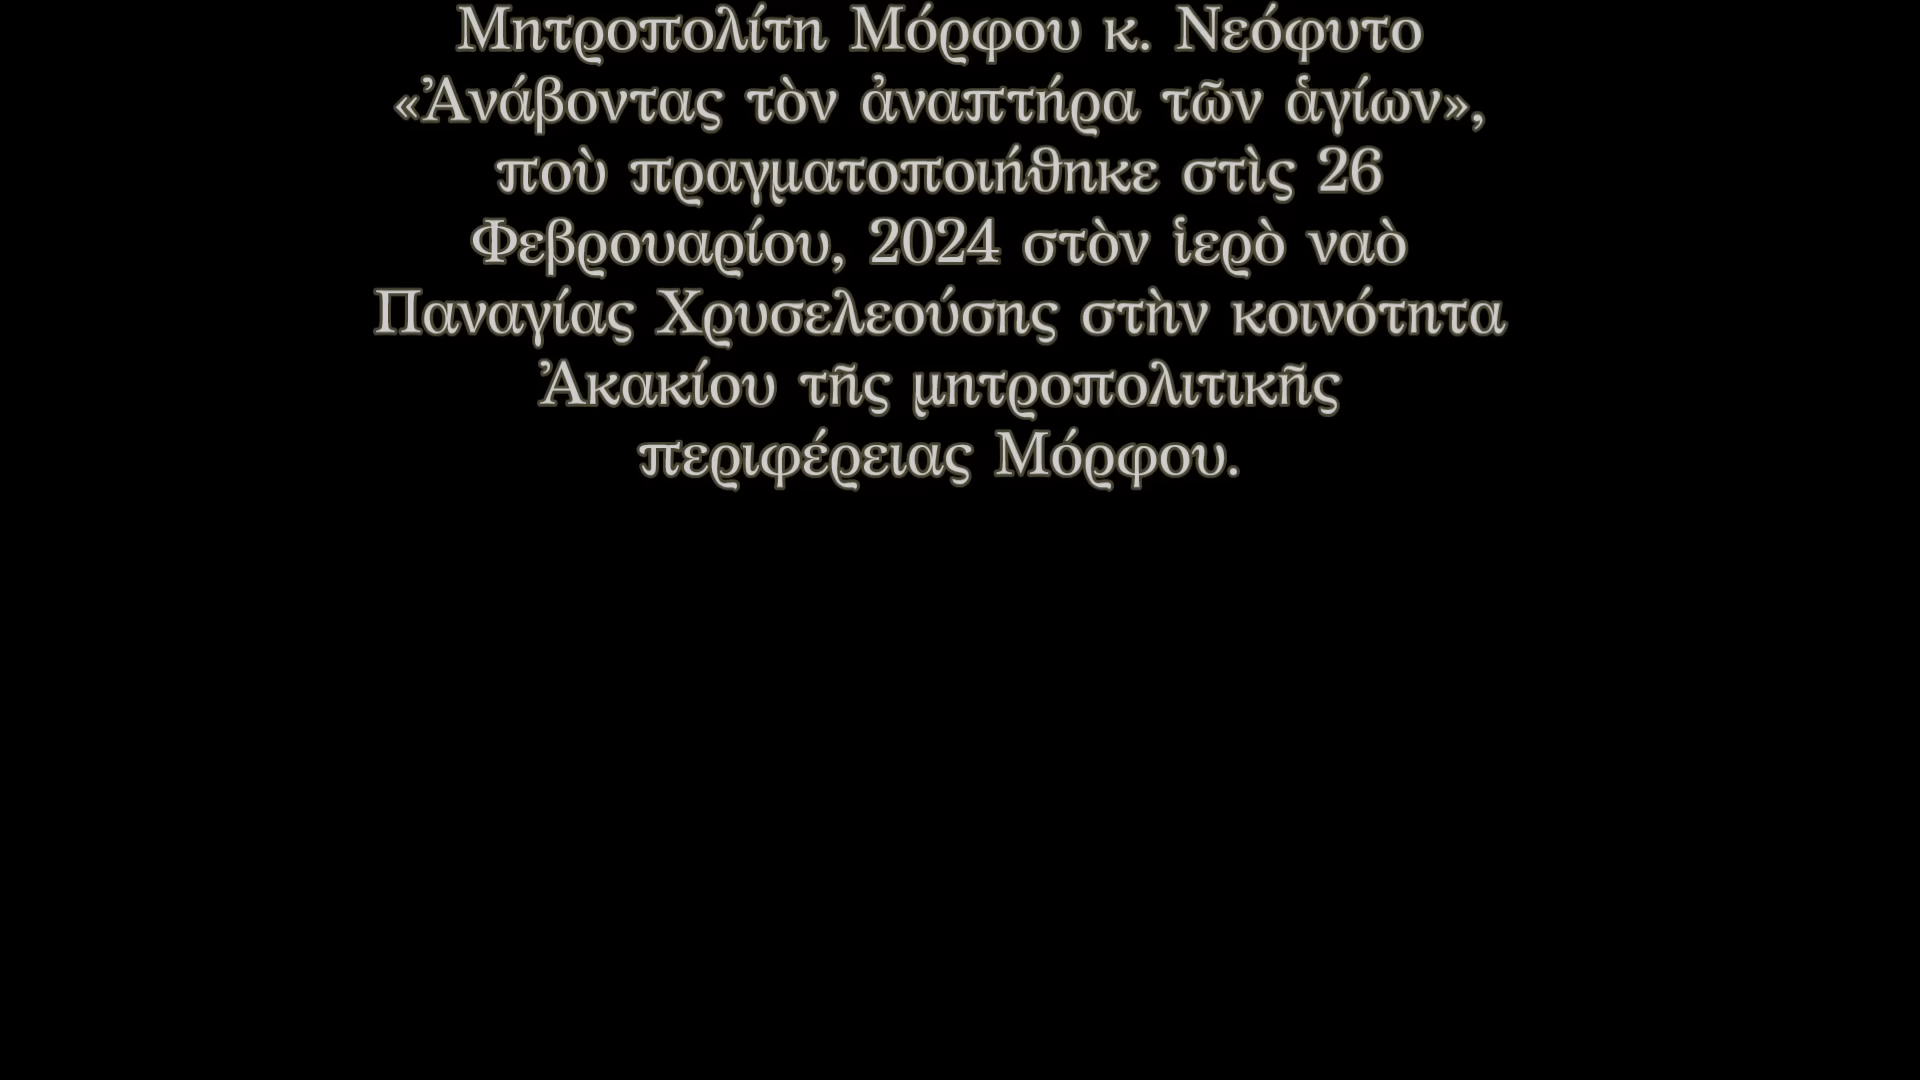 Μητροπολίτη Μόρφου κ. Νεόφυτο
«Ἀνάβοντας τὸν ἀναπτήρα τῶν ἁγίων»,
ποὺ πραγματοποιήθηκε στὶς 26
Φεβρουαρίου, 2024 στὸν ἱερὸ ναὸ
Παναγίας Χρυσελεούσης στὴν κοινότητα
Ἀκακίου τῆς μητροπολιτικῆς
περιφέρειας Μόρφου.